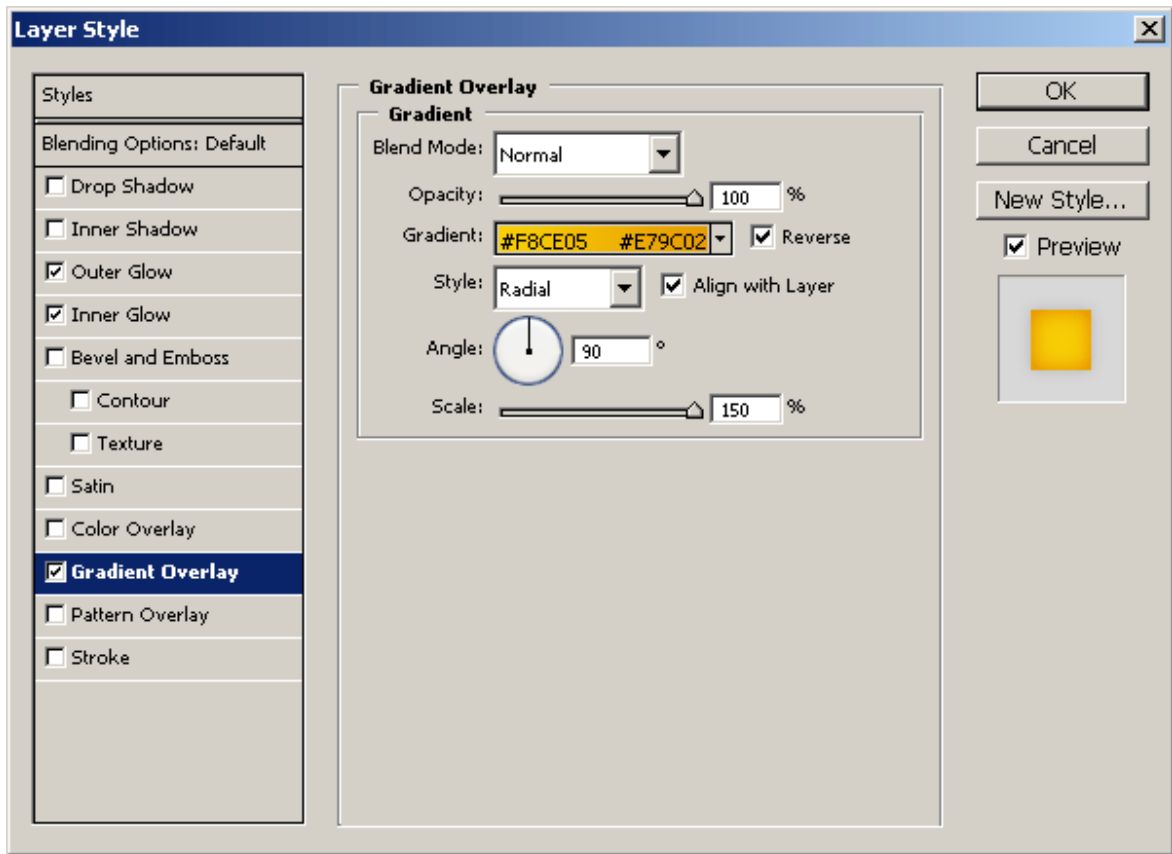 Layer Style
Styles
Blending Options: Default
Drop Shadow
Inner Shadow
Outer Glow
Inner Glow
Bevel and Emboss
Contour
Texture
Satin
Color Overlay
Gradient Overlay
Pattern Overlay
Stroke
Gradient Overlay
Gradient
Blend Mode: Normal
Opacity: 100 %
Gradient: #F8CE05 #E79C02 Reverse
Style: Radial Align with Layer
Angle: 90 °
Scale: 150 %
OK
Cancel
New Style...
Preview